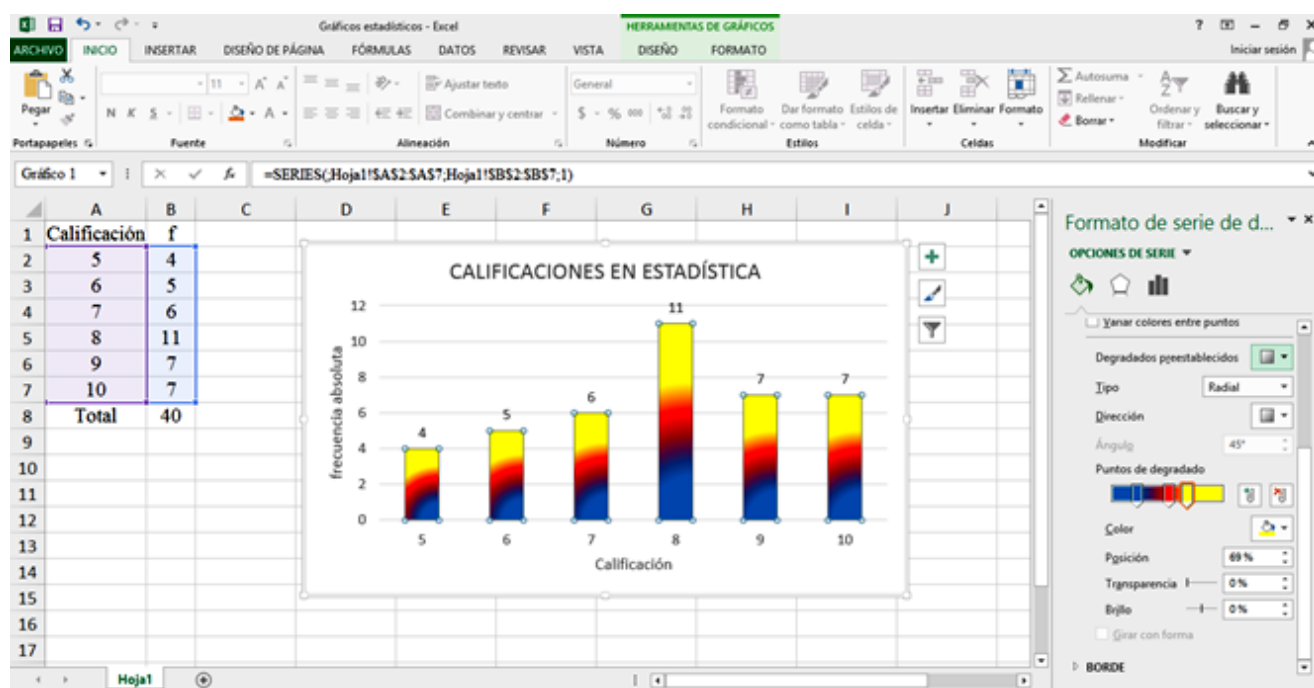 Gráficos estadísticos - Excel HERRAMIENTAS DE GRÁFICOS ?
ARCHIVO INICIO INSERTAR DISEÑO DE PÁGINA FÓRMULAS DATOS REVISAR VISTA DISEÑO FORMATO Iniciar sesión
Pegar
N K S
11 A A
Ajustar texto
Combinar y centrar
General
$ - % 000
Formato condicional
Dar formato como tabla
Estilos de celda
Insertar Eliminar Formato
Autosuma
Rellenar
Borrar
Ordenar y filtrar
Buscar y seleccionar
Portapapeles Fuente Alineación Número Estilos Celdas Modificar
Gráfico 1 fx =SERIES(;Hoja1!$A$2:$A$7;Hoja1!$B$2:$B$7;1)
A B C D E F G H I J
1 Calificación f
2 5 4
3 6 5
4 7 6
5 8 11
6 9 7
7 10 7
8 Total 40
9
10
11
12
13
14
15
16
17
CALIFICACIONES EN ESTADÍSTICA
frecuencia absoluta
12
10
8
6
4
2
0
4 5 6 11 7 7
5 6 7 8 9 10
Calificación
Formato de serie de d...
OPCIONES DE SERIE
Variar colores entre puntos
Degradados preestablecidos
Tipo Radial
Dirección
Ángulo 45°
Puntos de degradado
Color
Posición 69 %
Transparencia 0 %
Brillo 0 %
Girar con forma
BORDE
Hoja1